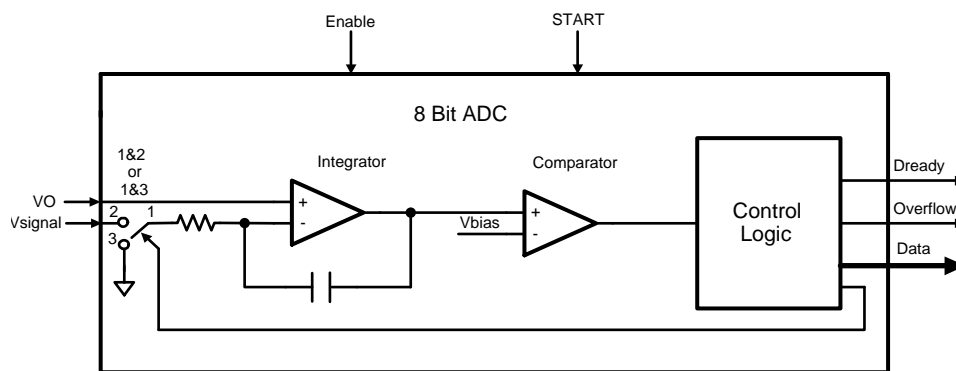 Enable
START
8 Bit ADC
1&2
or
1&3
Integrator
Comparator
Dready
VO
+
+
2
1
Vsignal
-
Vbias
-
Control
Logic
Overflow
3
Data